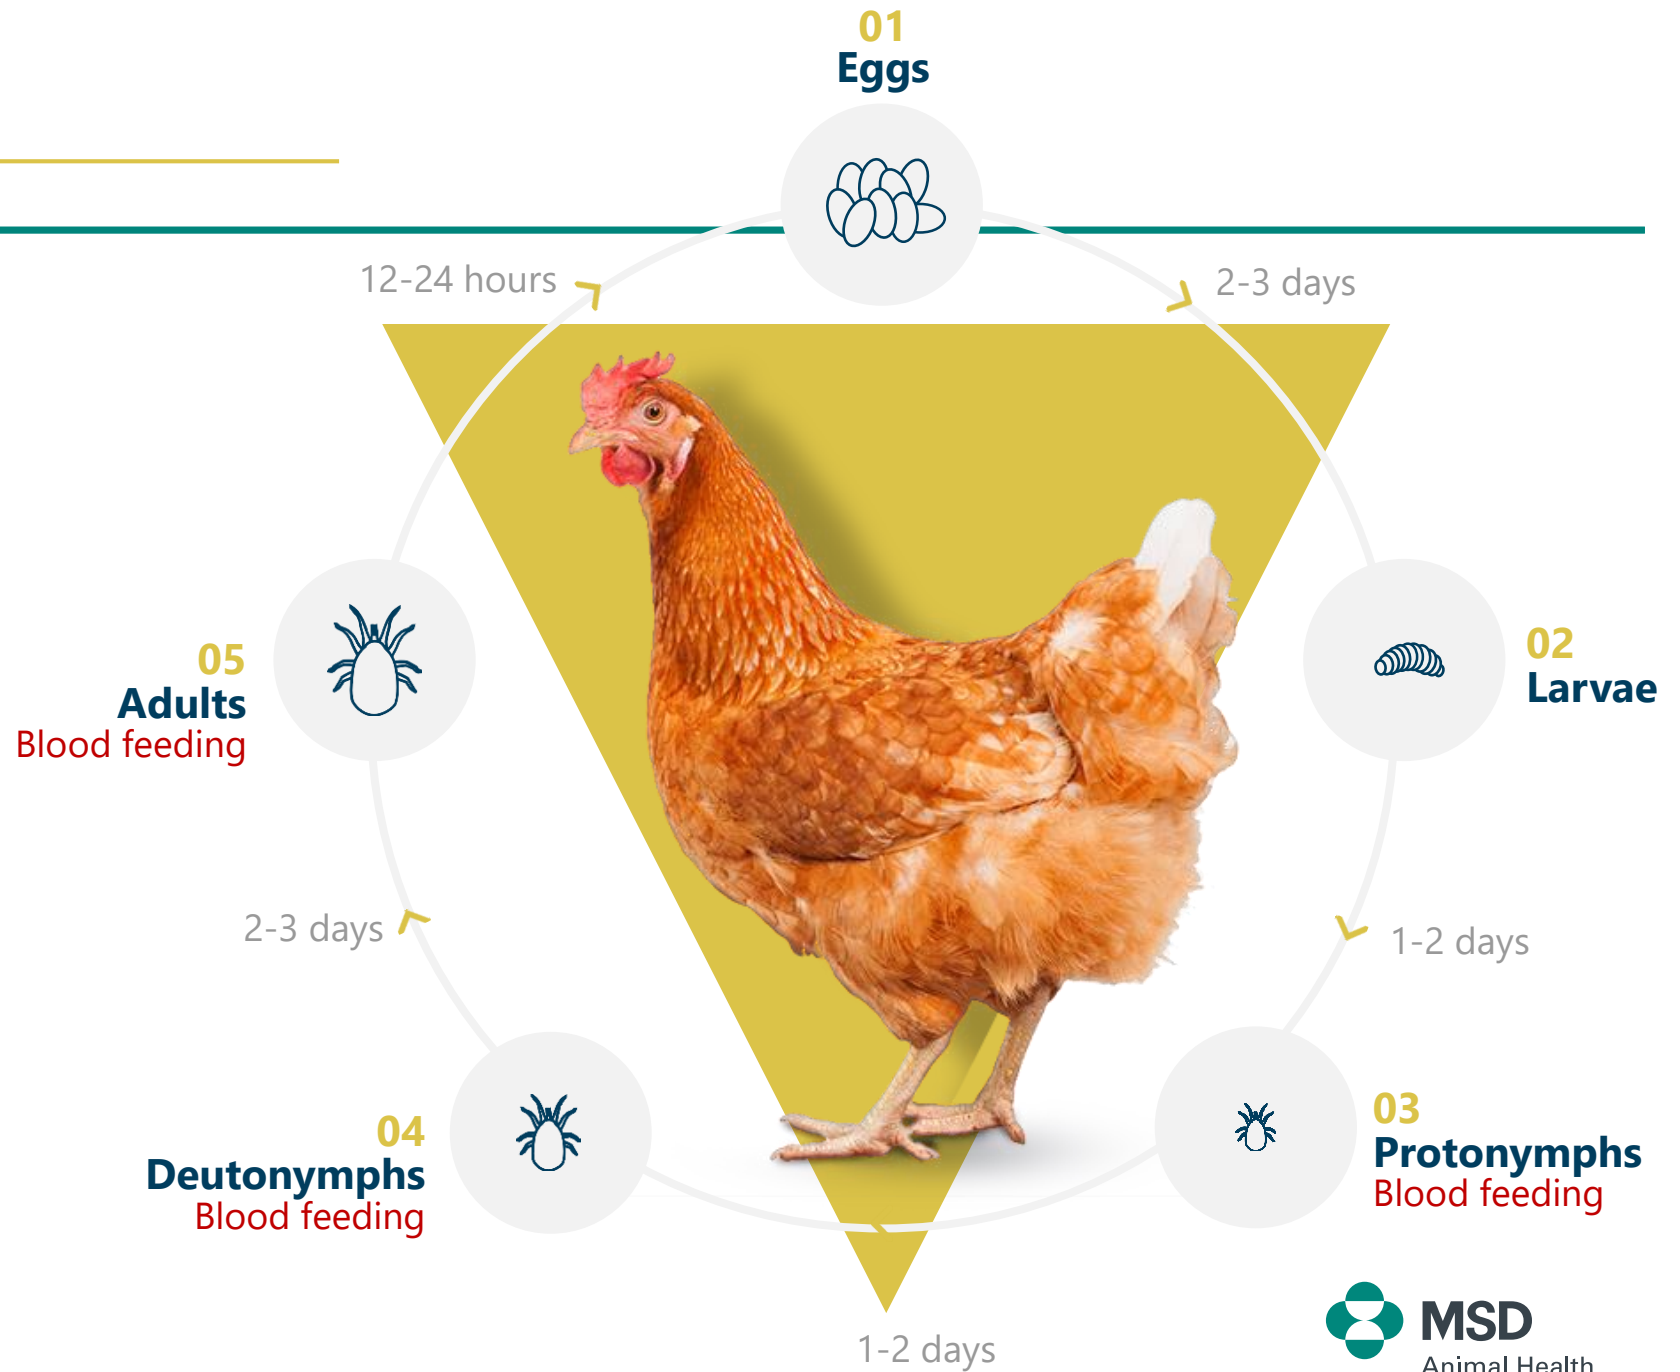 01
Eggs
12-24 hours
2-3 days
05
Adults
Blood feeding
02
Larvae
2-3 days
1-2 days
04
Deutonymphs
Blood feeding
03
Protonymphs
Blood feeding
1-2 days
MSD
Animal Health